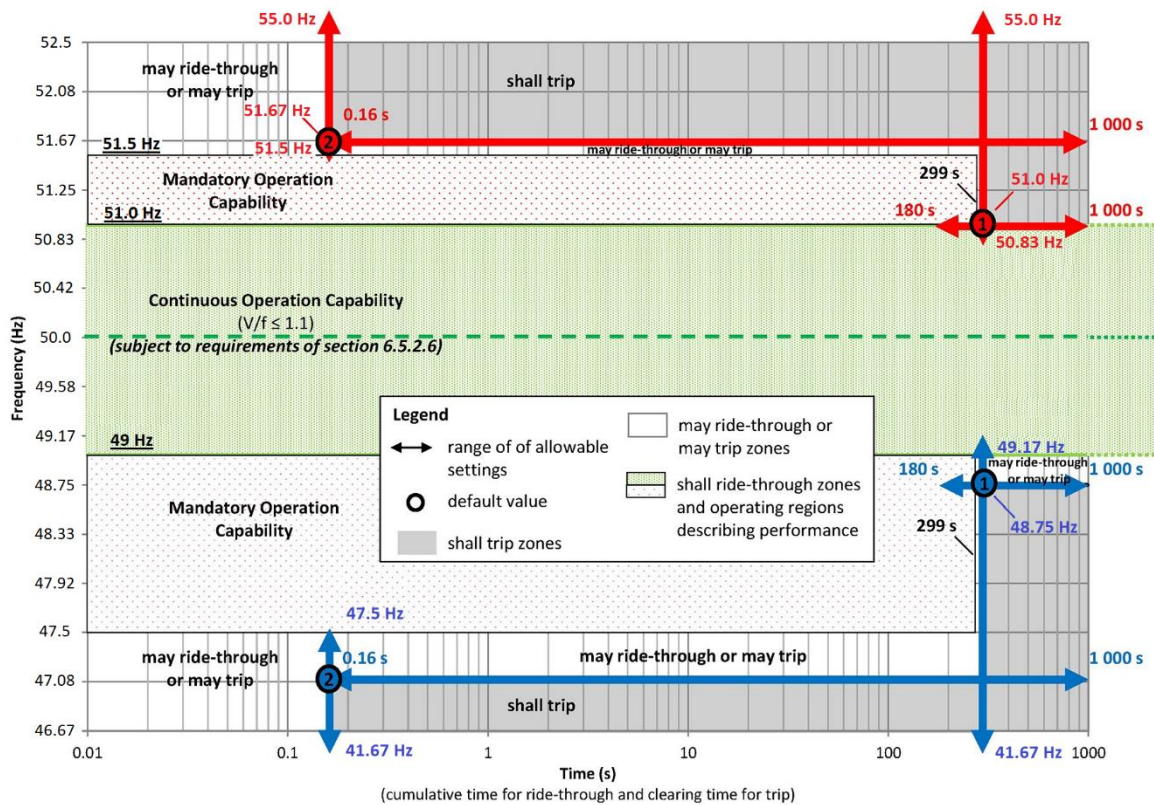 55.0 Hz
55.0 Hz
52.5
may ride-through
or may trip
shall trip
52.08
51.67 Hz
0.16 s
1 000 s
51.67
51.5 Hz
2
51.5 Hz
may ride-through or may trip
Mandatory Operation
Capability
299 s
51.0 Hz
51.25
51.0 Hz
180 s
1
1 000 s
50.83
50.83 Hz
Continuous Operation Capability
50.42
(V/f ≤ 1.1)
50.0
(subject to requirements of section 6.5.2.6)
Frequency (Hz)
49.58
Legend
range of of allowable
settings
default value
shall trip zones
may ride-through or
may trip zones
shall ride-through zones
and operating regions
describing performance
49.17
49 Hz
49.17 Hz
may ride-through
or may trip
180 s
1 000 s
48.75
1
Mandatory Operation
Capability
48.75 Hz
48.33
299 s
47.92
47.5 Hz
47.5
may ride-through
or may trip
0.16 s
may ride-through or may trip
1 000 s
47.08
2
shall trip
46.67
41.67 Hz
41.67 Hz
0.01
0.1
1
10
100
1000
Time (s)
(cumulative time for ride-through and clearing time for trip)